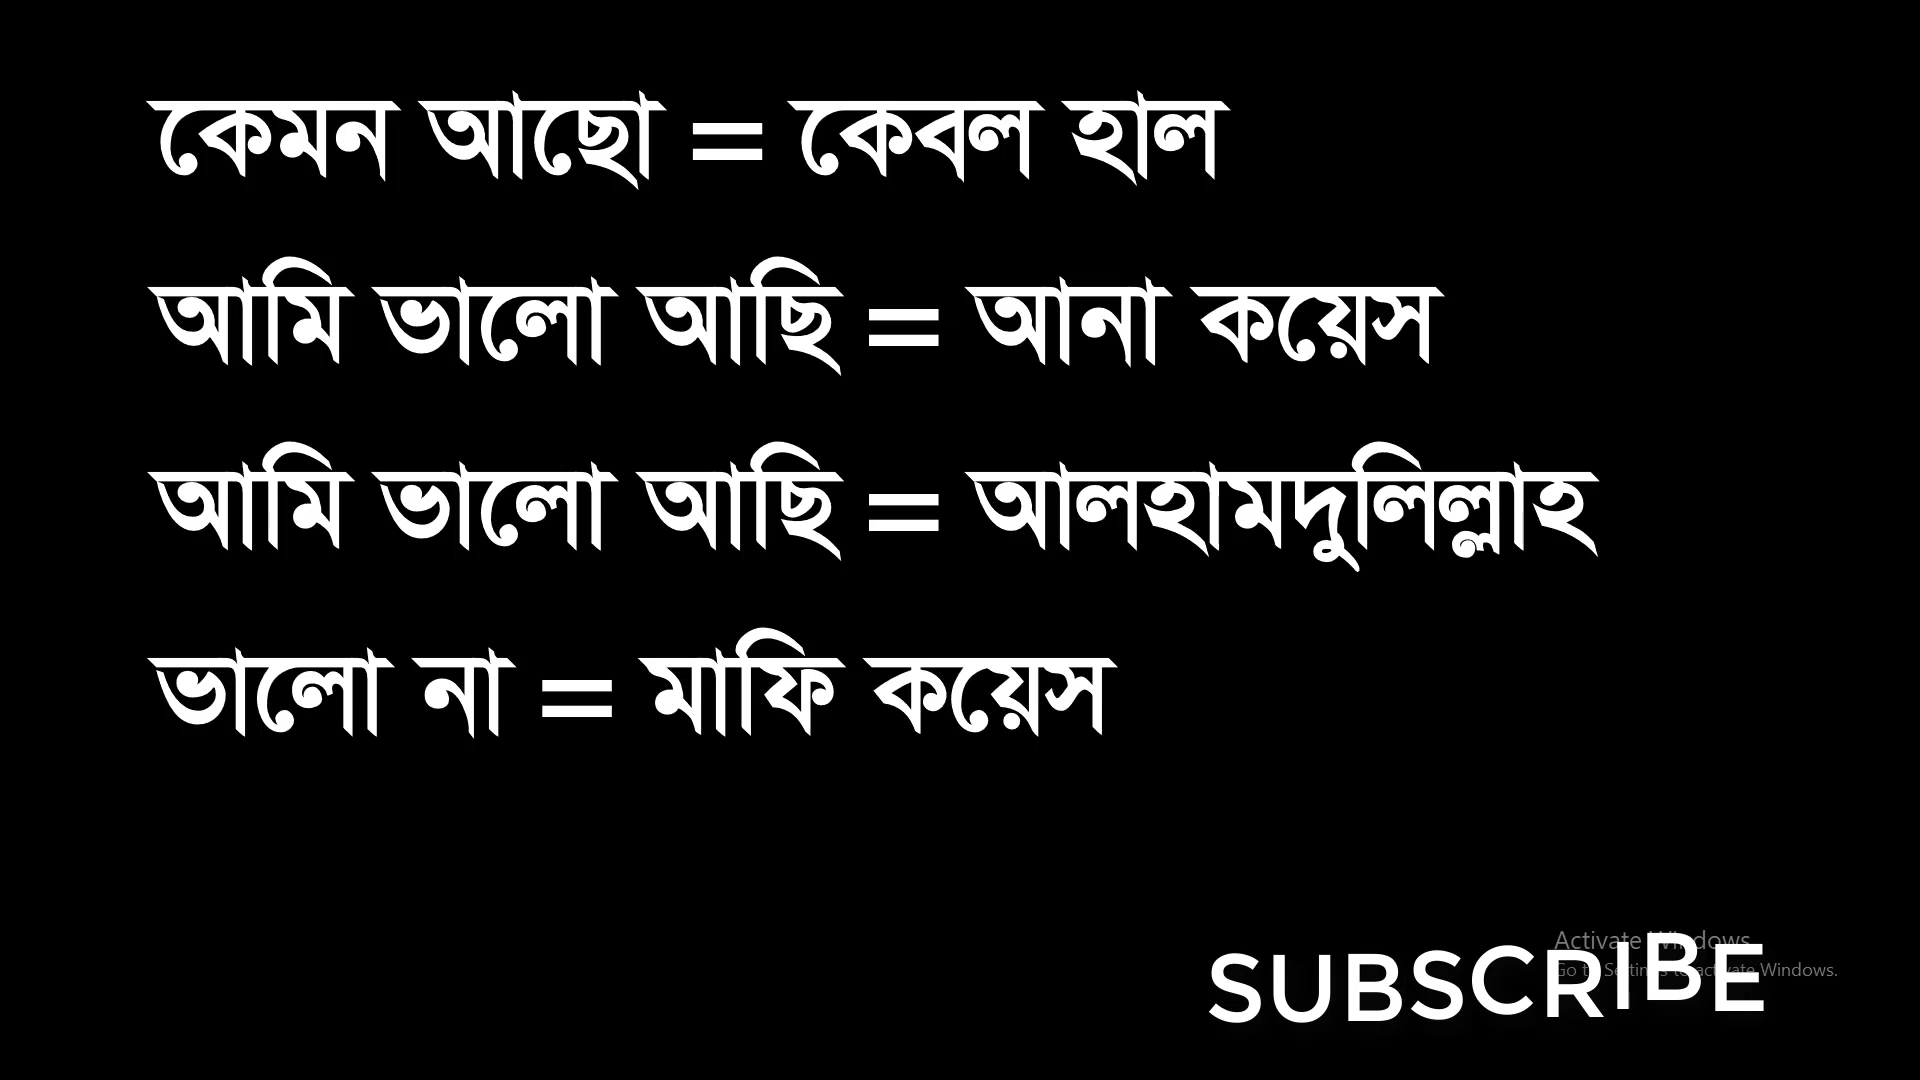 কেমন আছো = কেবল হাল
আমি ভালো আছি = আনা কয়েস
আমি ভালো আছি = আলহামদুলিল্লাহ
ভালো না = মাফি কয়েস
Activate Windows
Go to Settings to activate Windows.
SUBSCRIBE